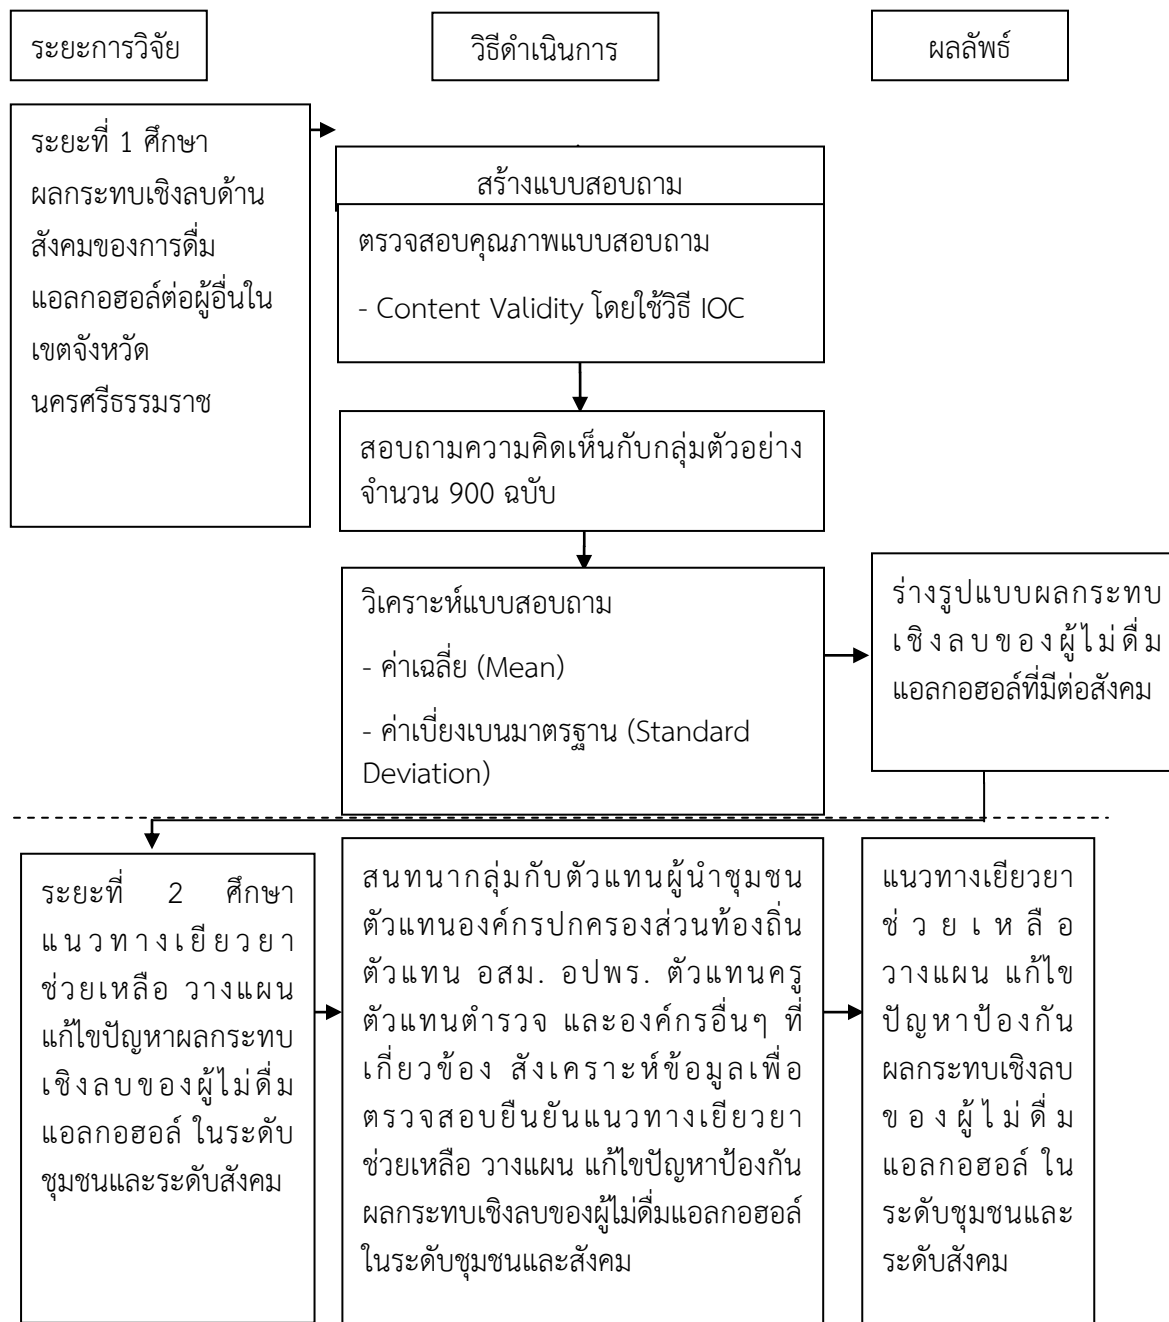 ระยะการวิจัย
วิธีดำเนินการ
ผลลัพธ์
ระยะที่ 1 ศึกษา
ผลกระทบเชิงลบด้าน
สังคมของการดื่ม
แอลกอฮอล์ต่อผู้อื่นใน
เขตจังหวัด
นครศรีธรรมราช
สร้างแบบสอบถาม
ตรวจสอบคุณภาพแบบสอบถาม
- Content Validity โดยใช้วิธี IOC
สอบถามความคิดเห็นกับกลุ่มตัวอย่าง
จำนวน 900 ฉบับ
วิเคราะห์แบบสอบถาม
- ค่าเฉลี่ย (Mean)
- ค่าเบี่ยงเบนมาตรฐาน (Standard
Deviation)
ร่างรูปแบบผลกระทบ
เชิงลบของผู้ไม่ดื่ม
แอลกอฮอล์ที่มีต่อสังคม
ระยะที่ 2 ศึกษา
แนวทางเยียวยา
ช่วยเหลือ วางแผน
แก้ไขปัญหาผลกระทบ
เชิงลบของผู้ไม่ดื่ม
แอลกอฮอล์ ในระดับ
ชุมชนและระดับสังคม
สนทนากลุ่มกับตัวแทนผู้นำชุมชน
ตัวแทนองค์กรปกครองส่วนท้องถิ่น
ตัวแทน อสม. อปพร. ตัวแทนครู
ตัวแทนตำรวจ และองค์กรอื่นๆ ที่
เกี่ยวข้อง สังเคราะห์ข้อมูลเพื่อ
ตรวจสอบยืนยันแนวทางเยียวยา
ช่วยเหลือ วางแผน แก้ไขปัญหาป้องกัน
ผลกระทบเชิงลบของผู้ไม่ดื่มแอลกอฮอล์
ในระดับชุมชนและสังคม
แนวทางเยียวยา
ช่วยเหลือ
วางแผน แก้ไข
ปัญหาป้องกัน
ผลกระทบเชิงลบ
ของผู้ไม่ดื่ม
แอลกอฮอล์ ใน
ระดับชุมชนและ
ระดับสังคม